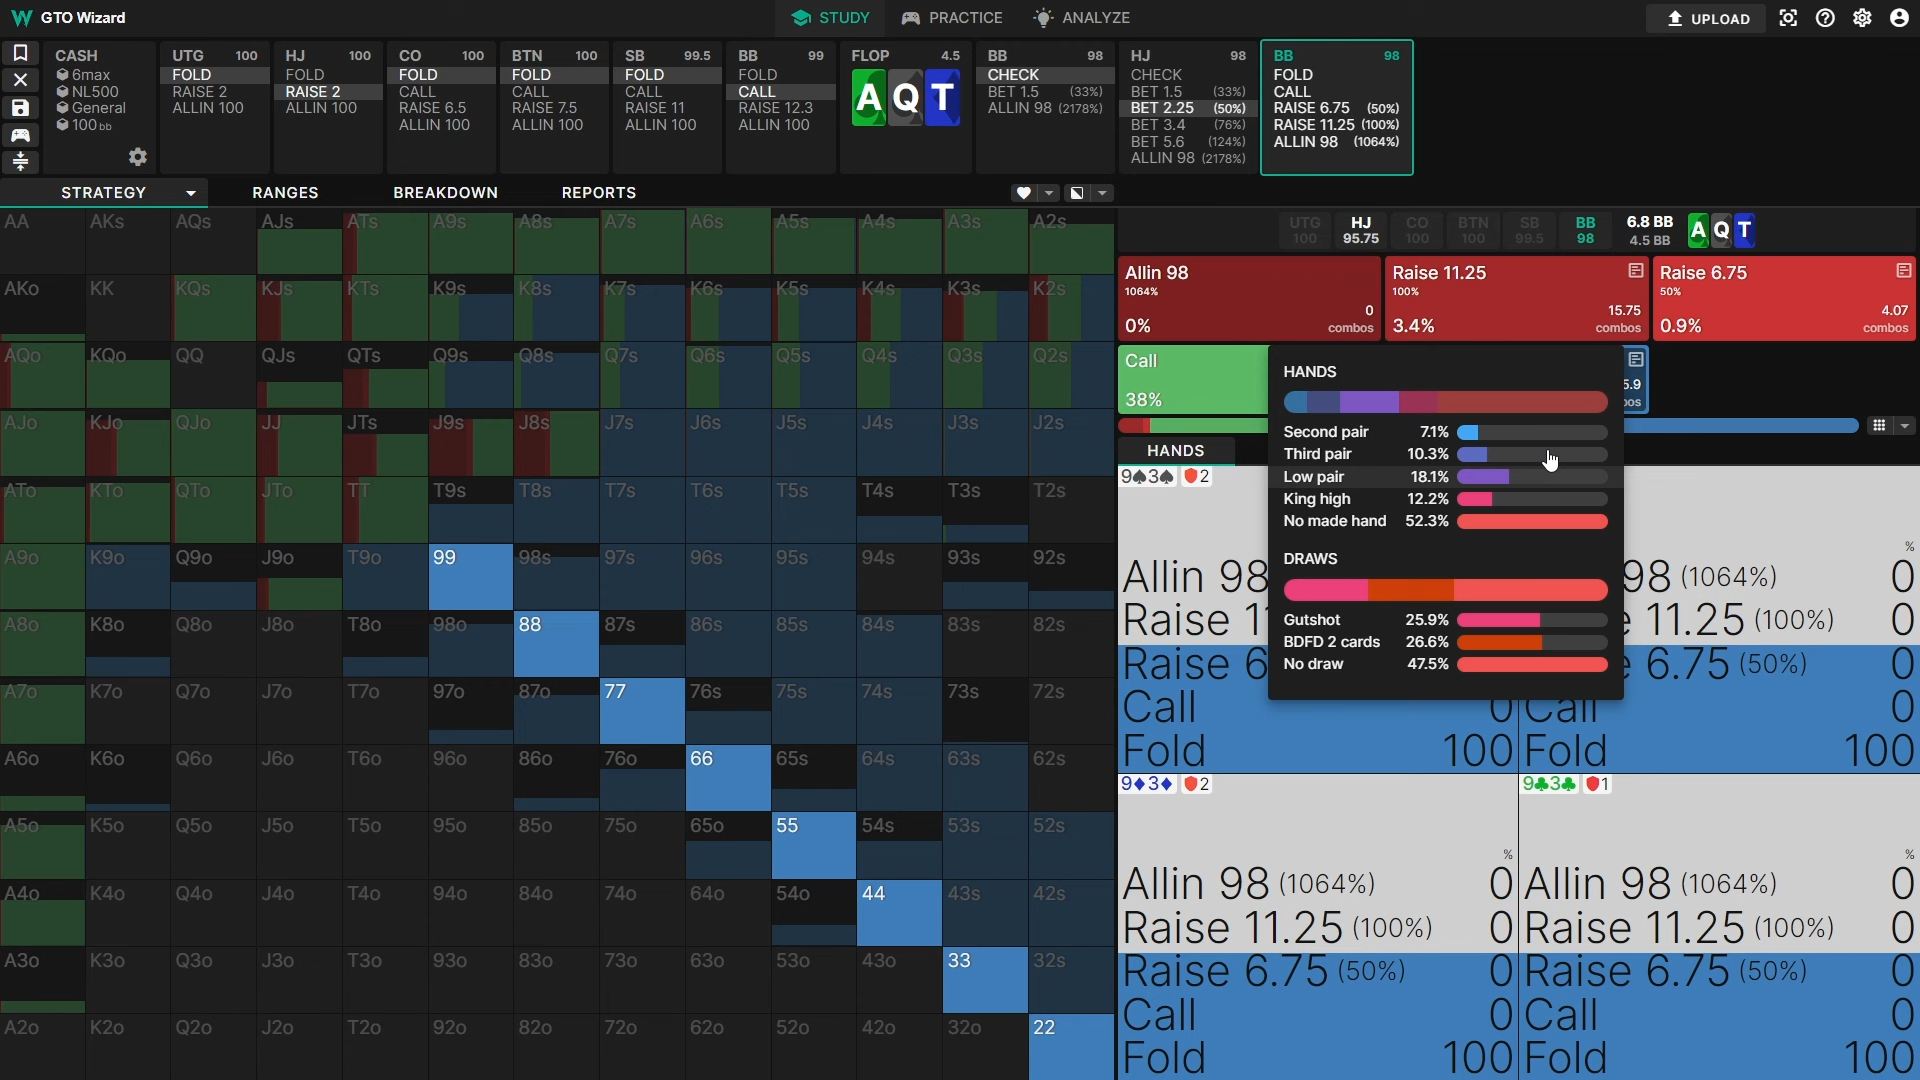 GTO Wizard
STUDY
PRACTICE
ANALYZE
UPLOAD
CASH
6max
NL500
General
100bb
UTG 100
FOLD
RAISE 2
ALLIN 100
HJ 100
FOLD
RAISE 2
ALLIN 100
CO 100
FOLD
CALL
RAISE 6.5
ALLIN 100
BTN 100
FOLD
CALL
RAISE 7.5
ALLIN 100
SB 99.5
FOLD
CALL
RAISE 11
ALLIN 100
BB 99
FOLD
CALL
RAISE 12.3
ALLIN 100
FLOP 4.5
A Q T
BB 98
CHECK
BET 1.5 (33%)
ALLIN 98 (2178%)
HJ 98
CHECK
BET 1.5 (33%)
BET 2.25 (50%)
BET 3.4 (76%)
BET 5.6 (124%)
ALLIN 98 (2178%)
BB 98
FOLD
CALL
RAISE 6.75 (50%)
RAISE 11.25 (100%)
ALLIN 98 (1064%)
STRATEGY
RANGES
BREAKDOWN
REPORTS
AA AKs AQs AJs ATs A9s A8s A7s A6s A5s A4s A3s A2s
AKo KK KQs KJs KTs K9s K8s K7s K6s K5s K4s K3s K2s
AQo KQo QQ QJs QTs Q9s Q8s Q7s Q6s Q5s Q4s Q3s Q2s
AJo KJo QJo JJ JTs J9s J8s J7s J6s J5s J4s J3s J2s
ATo KTo QTo JTo TT T9s T8s T7s T6s T5s T4s T3s T2s
A9o K9o Q9o J9o T9o 99 98s 97s 96s 95s 94s 93s 92s
A8o K8o Q8o J8o T8o 98o 88 87s 86s 85s 84s 83s 82s
A7o K7o Q7o J7o T7o 97o 87o 77 76s 75s 74s 73s 72s
A6o K6o Q6o J6o T6o 96o 86o 76o 66 65s 64s 63s 62s
A5o K5o Q5o J5o T5o 95o 85o 75o 65o 55 54s 53s 52s
A4o K4o Q4o J4o T4o 94o 84o 74o 64o 54o 44 43s 42s
A3o K3o Q3o J3o T3o 93o 83o 73o 63o 53o 43o 33 32s
A2o K2o Q2o J2o T2o 92o 82o 72o 62o 52o 42o 32o 22
UTG 100
HJ 95.75
CO 100
BTN 100
SB 99.5
BB 98
6.8 BB
4.5 BB
A Q T
Allin 98
1064%
0% 0 combos
Raise 11.25
100%
3.4% 15.75 combos
Raise 6.75
50%
0.9% 4.07 combos
Call
38%
5.9
HANDS
HANDS
Second pair 7.1%
Third pair 10.3%
Low pair 18.1%
King high 12.2%
No made hand 52.3%
DRAWS
Gutshot 25.9%
BDFD 2 cards 26.6%
No draw 47.5%
9♠3♠ 2
Allin 98
Raise 1
Raise 6
Call 0
Fold 100
%
98 (1064%) 0
11.25 (100%) 0
6.75 (50%) 0
Call 0
Fold 100
9♦3♦ 2
%
Allin 98 (1064%) 0
Raise 11.25 (100%) 0
Raise 6.75 (50%) 0
Call 0
Fold 100
9♣3♣ 1
%
Allin 98 (1064%) 0
Raise 11.25 (100%) 0
Raise 6.75 (50%) 0
Call 0
Fold 100